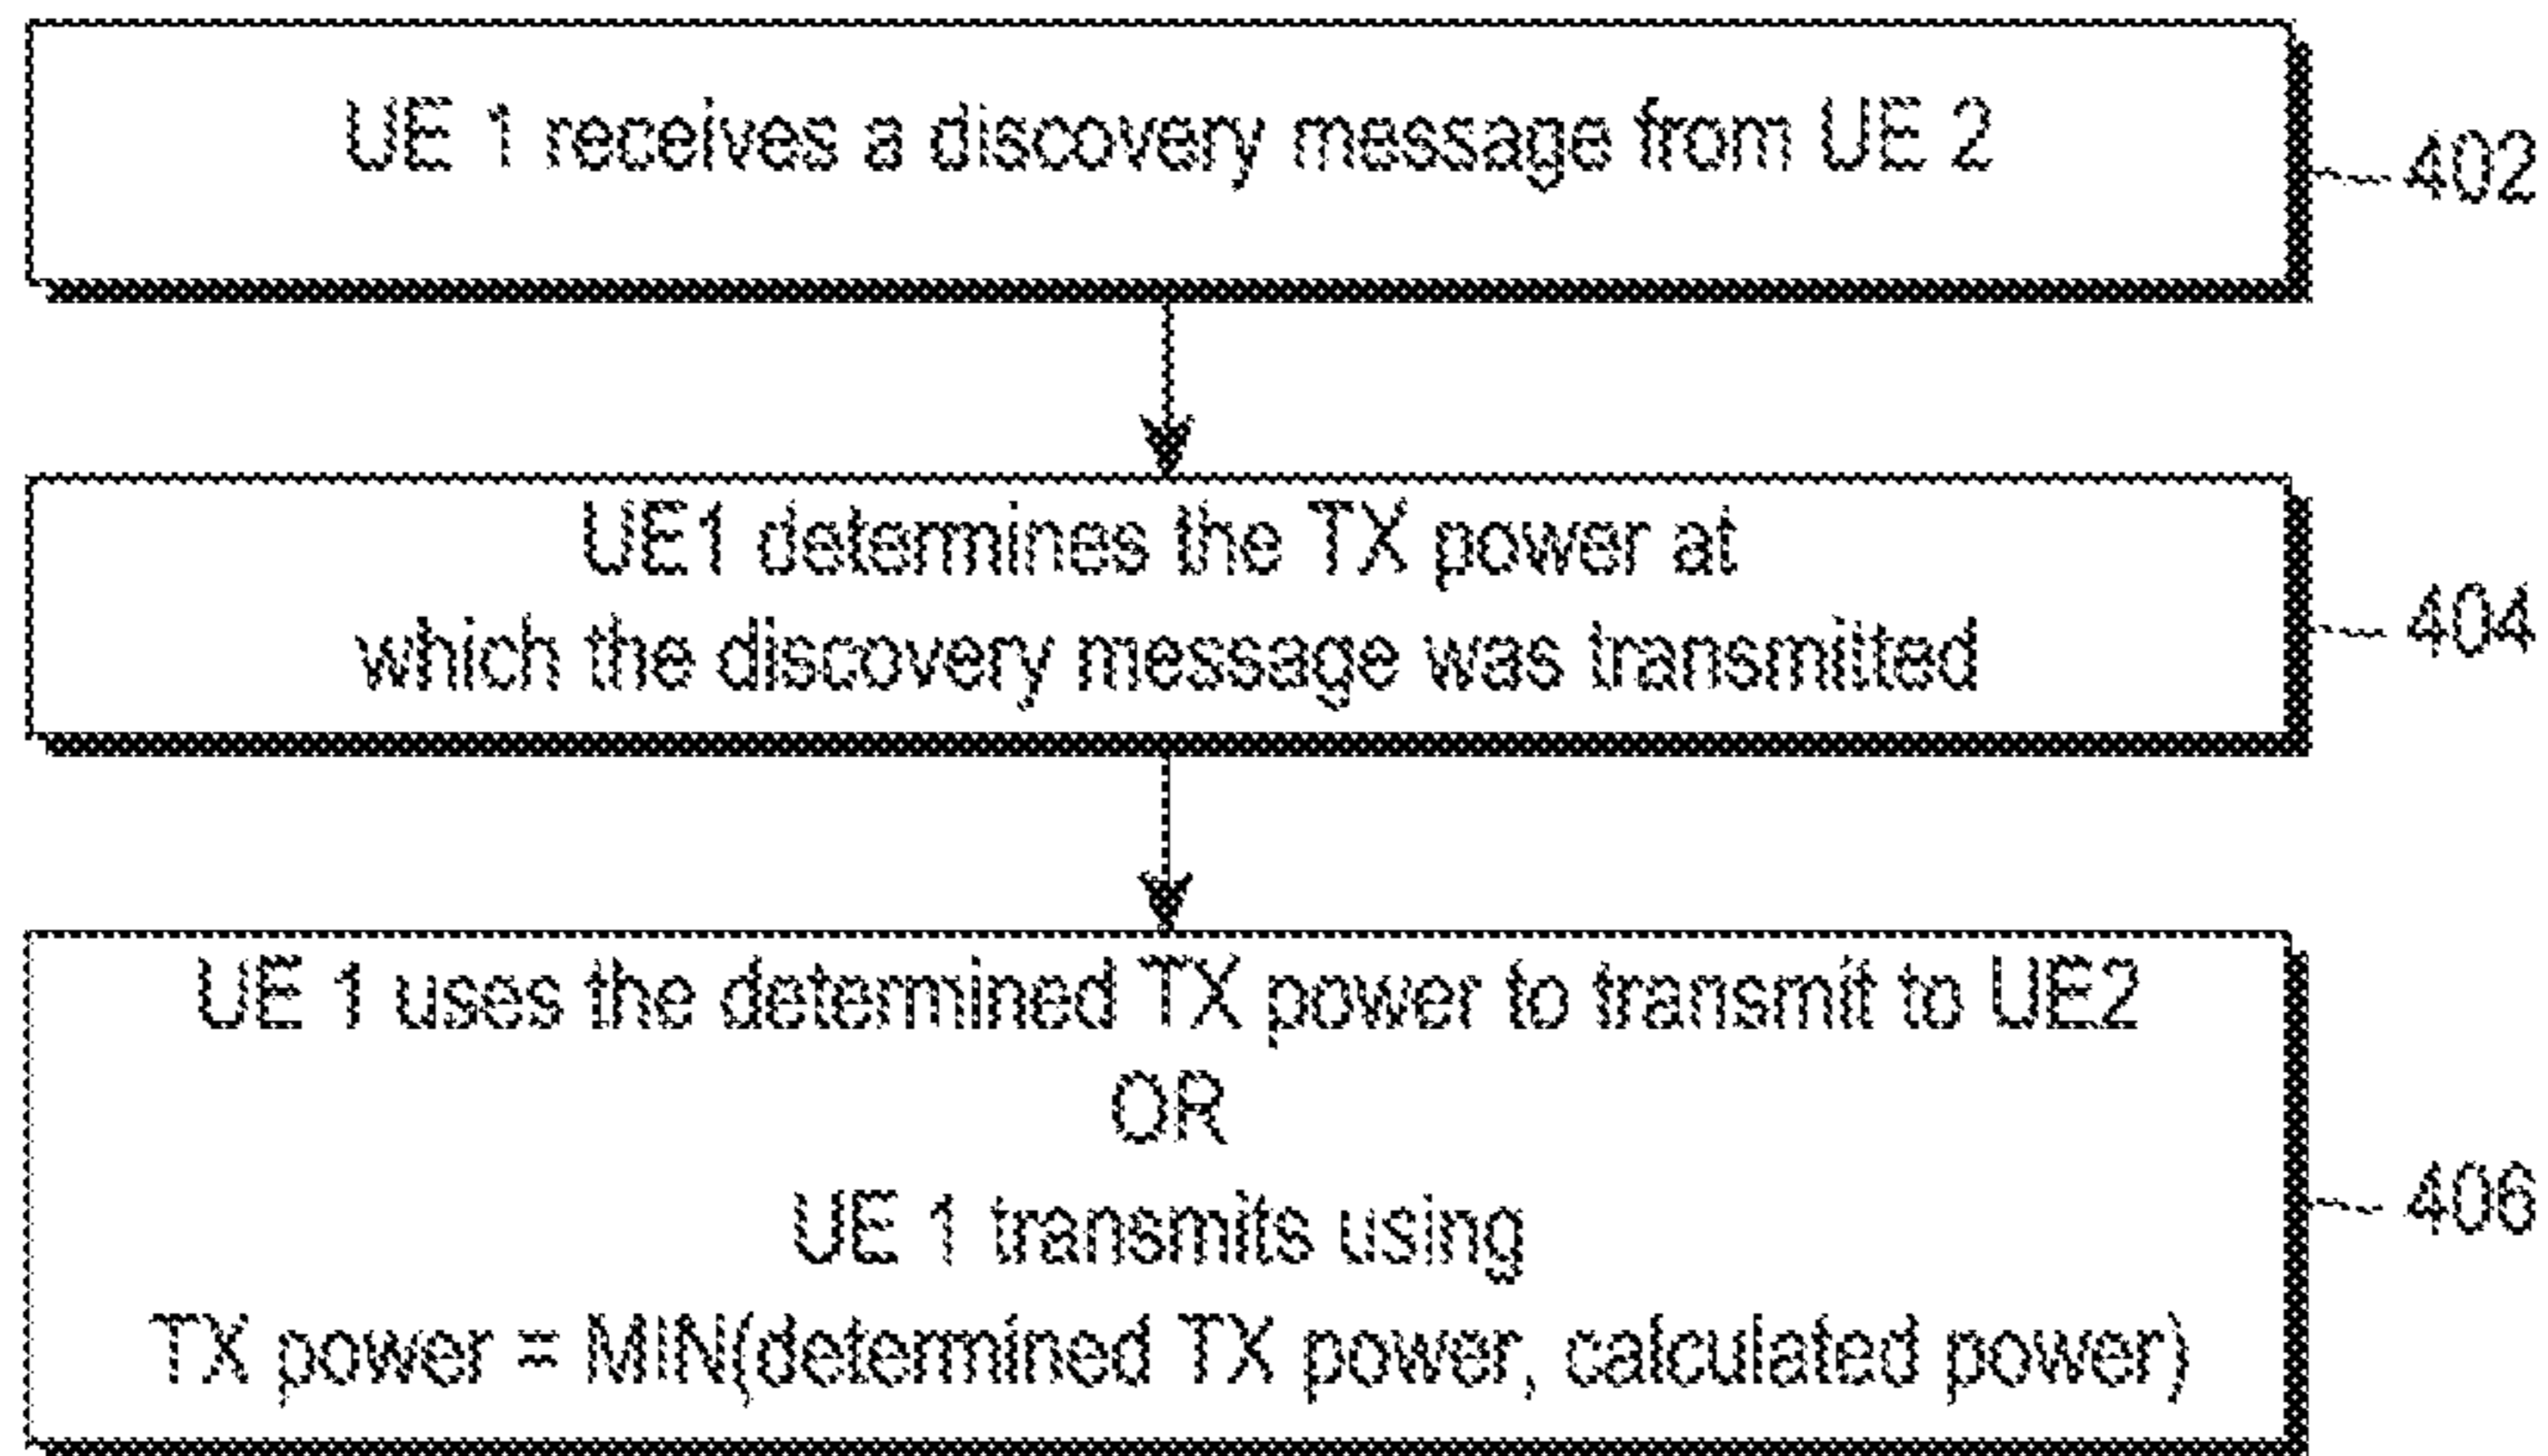 UE 1 receives a discovery message from UE 2
402
UE1 determines the TX power at
which the discovery message was transmitted
404
UE 1 uses the determined TX power to transmit to UE2
OR
UE 1 transmits using
TX power = MIN(determined TX power, calculated power)
406